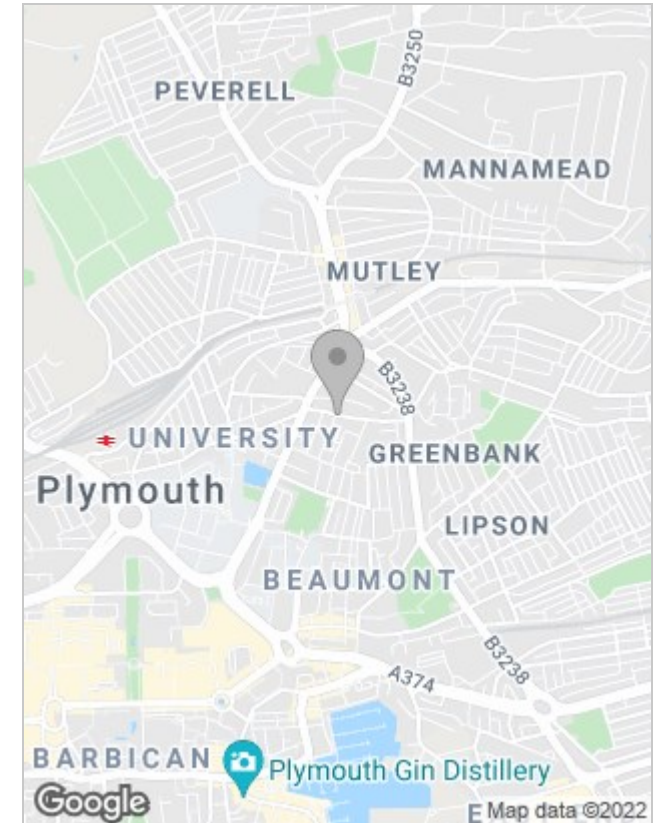 B3250
PEVERELL
MANNAMEAD
MUTLEY
B3238
UNIVERSITY
GREENBANK
Plymouth
LIPSON
BEAUMONT
B3238
A374
BARBICAN
Plymouth Gin Distillery
Google
E
Map data ©2022